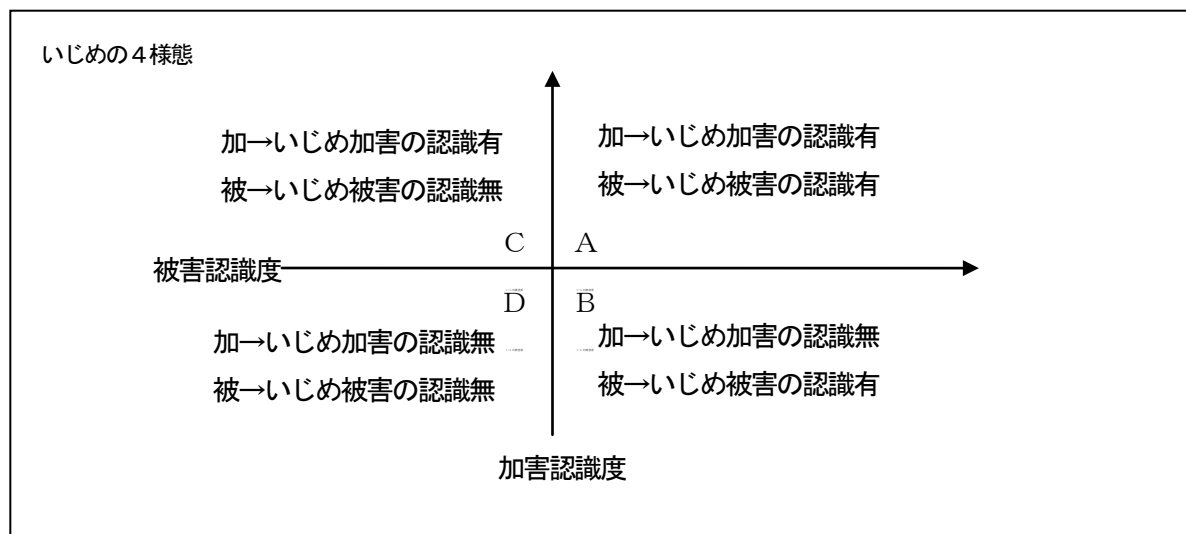 いじめの４様態
加→いじめ加害の認識有
被→いじめ被害の認識無
加→いじめ加害の認識有
被→いじめ被害の認識有
C
A
被害認識度
D
B
加→いじめ加害の認識無
被→いじめ被害の認識無
加→いじめ加害の認識無
被→いじめ被害の認識有
加害認識度